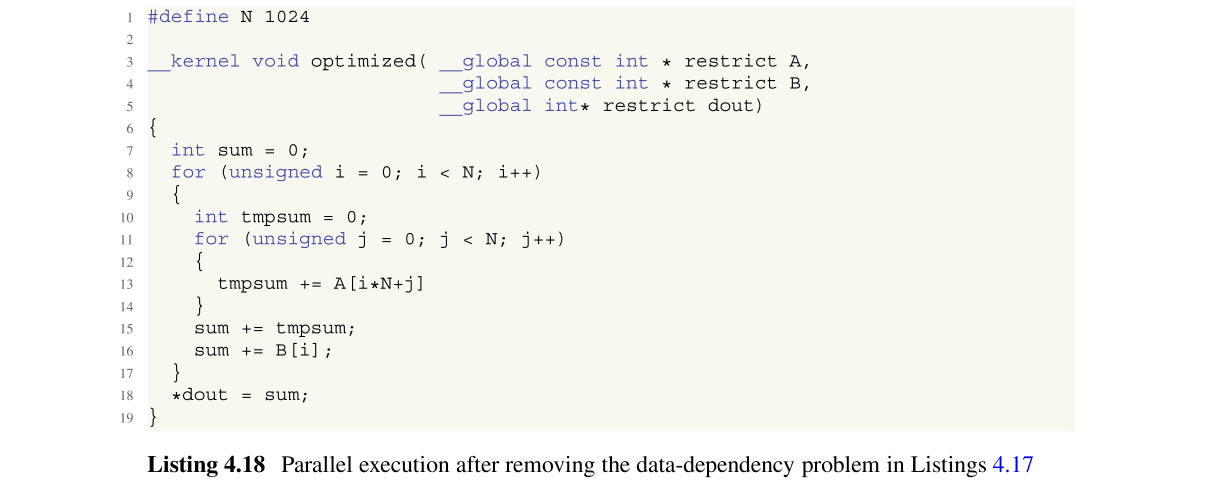 1 #define N 1024
2
3 __kernel void optimized( __global const int * restrict A,
4 __global const int * restrict B,
5 __global int* restrict dout)
6 {
7 int sum = 0;
8 for (unsigned i = 0; i < N; i++)
9 {
10 int tmpsum = 0;
11 for (unsigned j = 0; j < N; j++)
12 {
13 tmpsum += A[i*N+j]
14 }
15 sum += tmpsum;
16 sum += B[i];
17 }
18 *dout = sum;
19 }
Listing 4.18 Parallel execution after removing the data-dependency problem in Listings 4.17